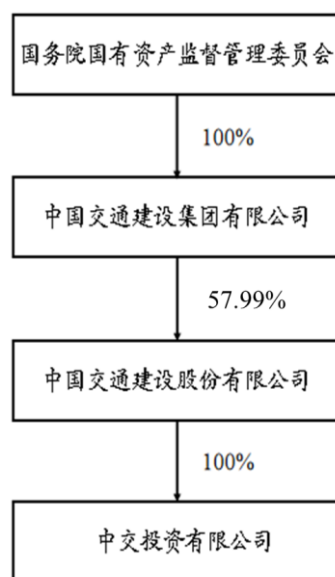 国务院国有资产监督管理委员会
100%
中国交通建设集团有限公司
57.99%
中国交通建设股份有限公司
100%
中交投资有限公司